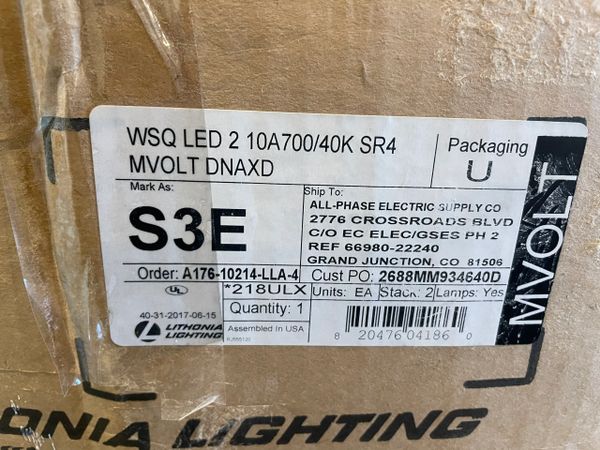 WSQ LED 2 10A700/40K SR4
MVOLT DNAXD
Packaging
U
Mark As:
S3E
Ship To:
ALL-PHASE ELECTRIC SUPPLY CO
2776 CROSSROADS BLVD
C/O EC ELEC/GSES PH 2
REF 66980-22240
GRAND JUNCTION, CO 81506
Order: A176-10214-LLA-4
Cust PO: 2688MM934640D
UL
*218ULX
Units: EA
Stack: 2
Lamps: Yes
40-31-2017-06-15
Quantity: 1
LITHONIA
LIGHTING
Assembled In USA
8 20476 04186 0
MVOLT
ONIA LIGHTING